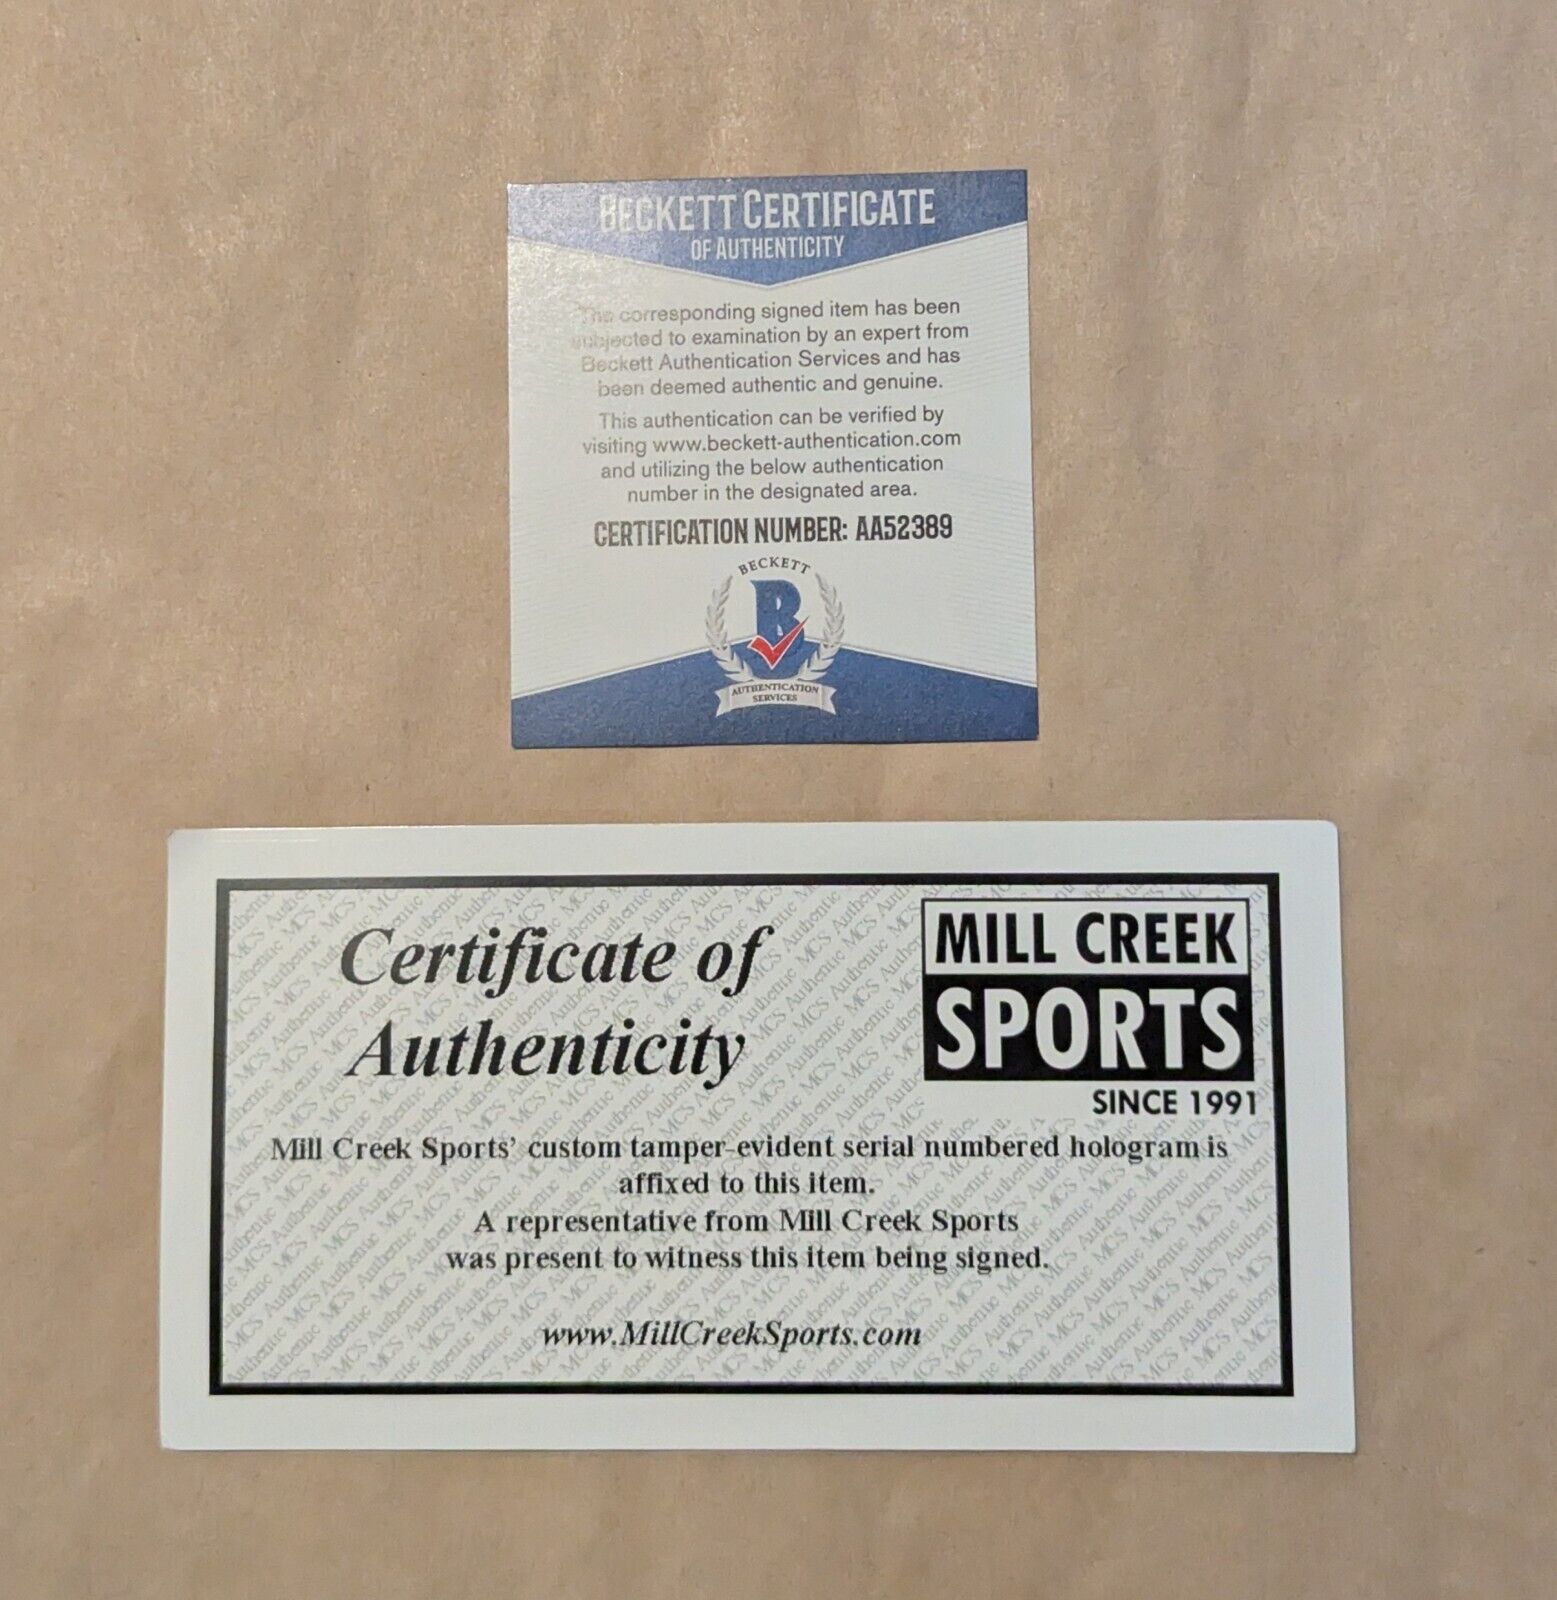 BECKETT CERTIFICATE
OF AUTHENTICITY
The corresponding signed item has been
subjected to examination by an expert from
Beckett Authentication Services and has
been deemed authentic and genuine.
This authentication can be verified by
visiting www.beckett-authentication.com
and utilizing the below authentication
number in the designated area.
CERTIFICATION NUMBER: AA52389
BECKETT
B
AUTHENTICATION
SERVICES
Certificate of
Authenticity
MILL CREEK
SPORTS
SINCE 1991
Mill Creek Sports' custom tamper-evident serial numbered hologram is
affixed to this item.
A representative from Mill Creek Sports
was present to witness this item being signed.
www.MillCreekSports.com